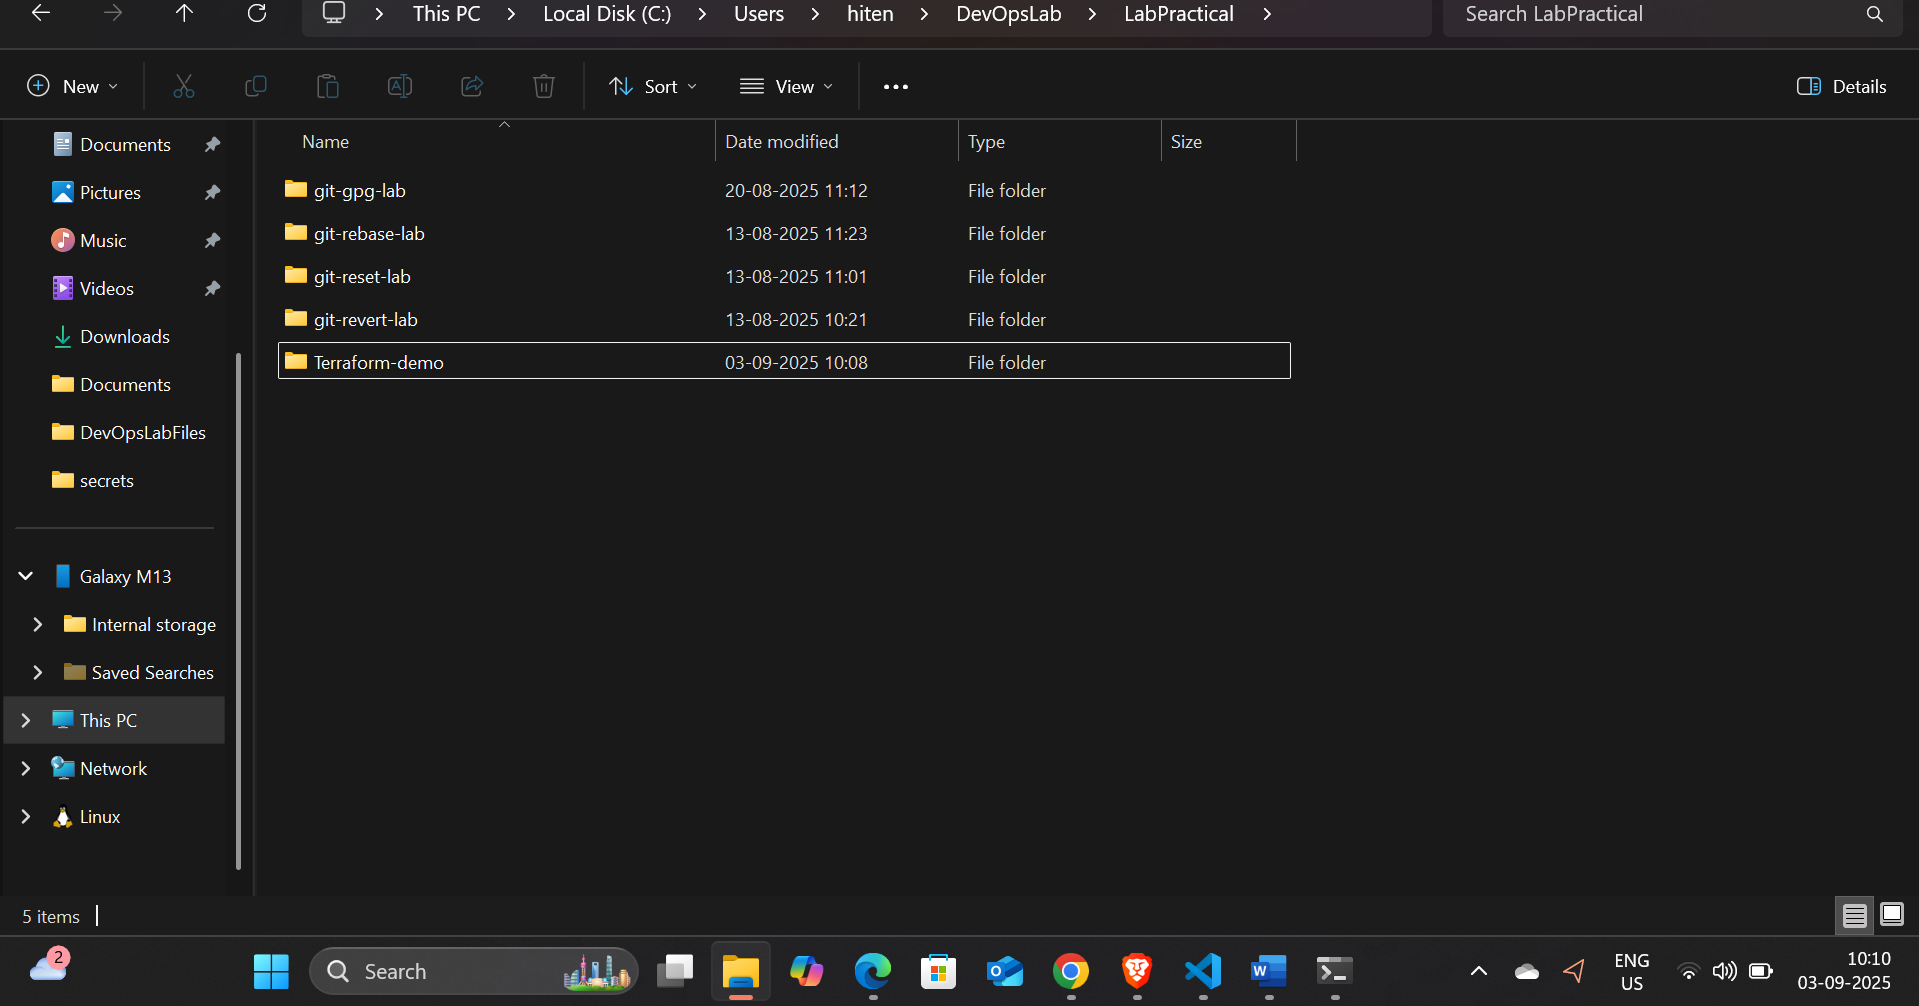 This PC > Local Disk (C:) > Users > hiten > DevOpsLab > LabPractical >
Search LabPractical
New
Sort
View
Details
Name Date modified Type Size
git-gpg-lab 20-08-2025 11:12 File folder
git-rebase-lab 13-08-2025 11:23 File folder
git-reset-lab 13-08-2025 11:01 File folder
git-revert-lab 13-08-2025 10:21 File folder
Terraform-demo 03-09-2025 10:08 File folder
Documents
Pictures
Music
Videos
Downloads
Documents
DevOpsLabFiles
secrets
Galaxy M13
Internal storage
Saved Searches
This PC
Network
Linux
5 items
2
Search
ENG
US
10:10
03-09-2025